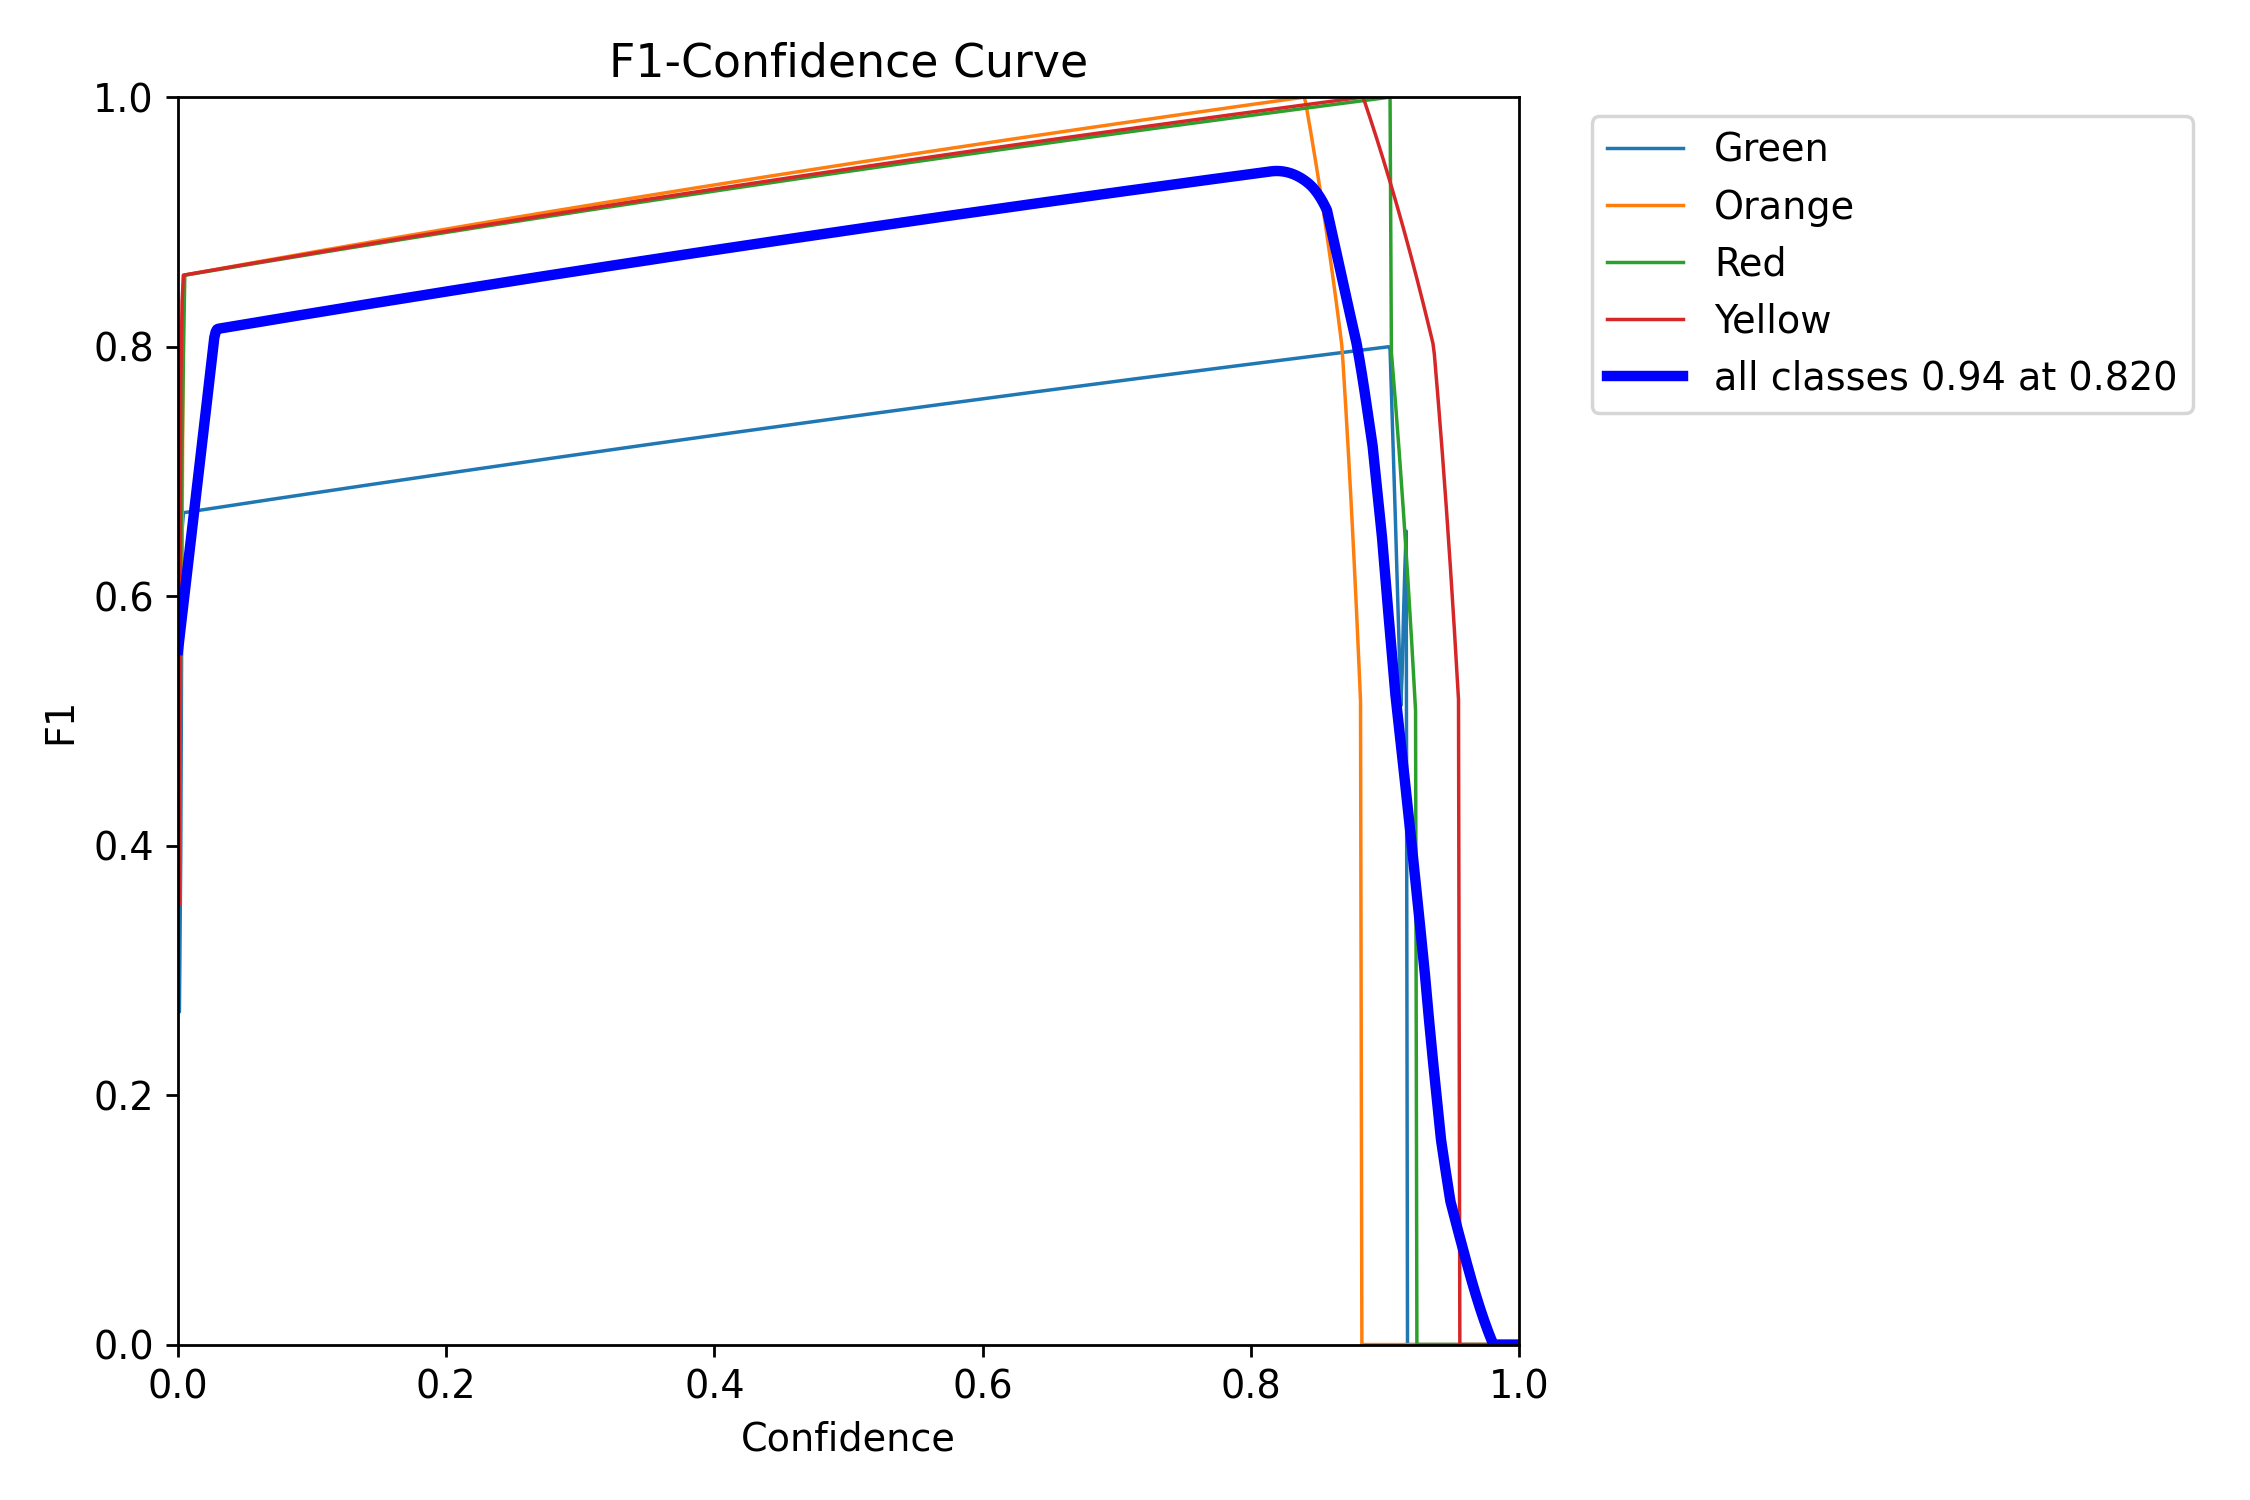 F1-Confidence Curve
1.0
0.8
0.6
0.4
0.2
0.0
F1
0.0 0.2 0.4 0.6 0.8 1.0
Confidence
Green
Orange
Red
Yellow
all classes 0.94 at 0.820